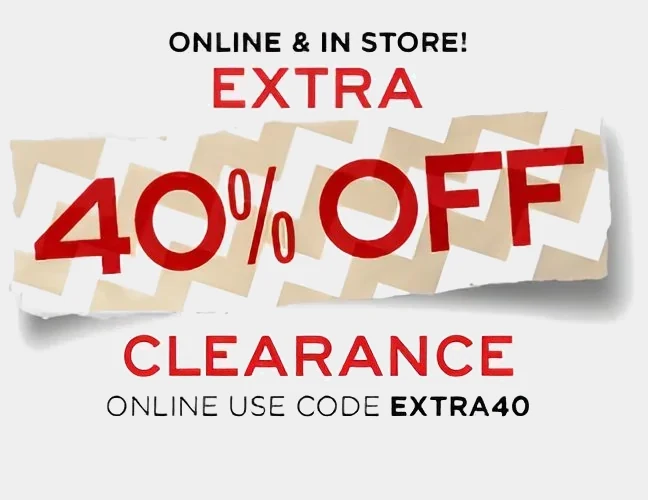 ONLINE & IN STORE!
EXTRA
40% OFF
CLEARANCE
ONLINE USE CODE EXTRA40